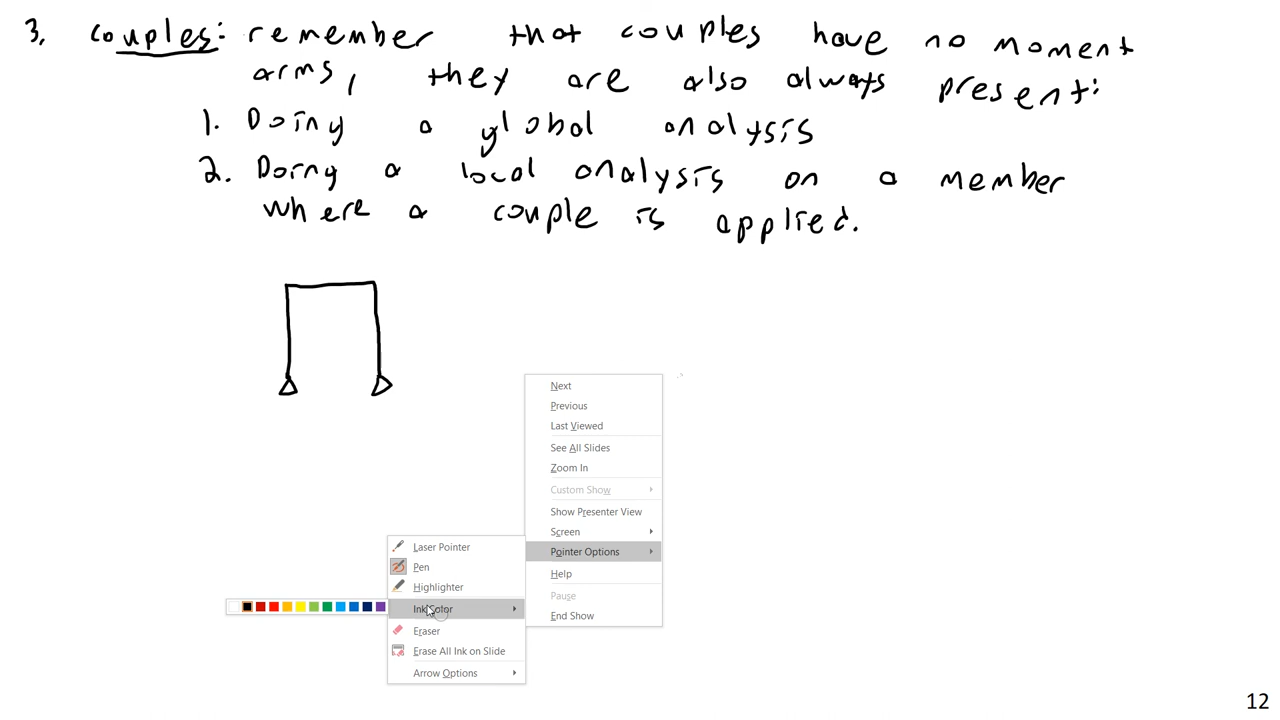 3. couples: remember that couples have no moment
arms, they are also always present:
1. Doing a global analysis
2. Doing a local analysis on a member
where a couple is applied.
Next
Previous
Last Viewed
See All Slides
Zoom In
Custom Show
Show Presenter View
Screen
Pointer Options
Help
Pause
End Show
Laser Pointer
Pen
Highlighter
Ink Color
Eraser
Erase All Ink on Slide
Arrow Options
12